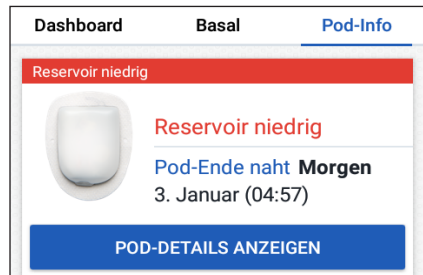 Dashboard Basal Pod-Info
Reservoir niedrig
Reservoir niedrig
Pod-Ende naht Morgen
3. Januar (04:57)
POD-DETAILS ANZEIGEN